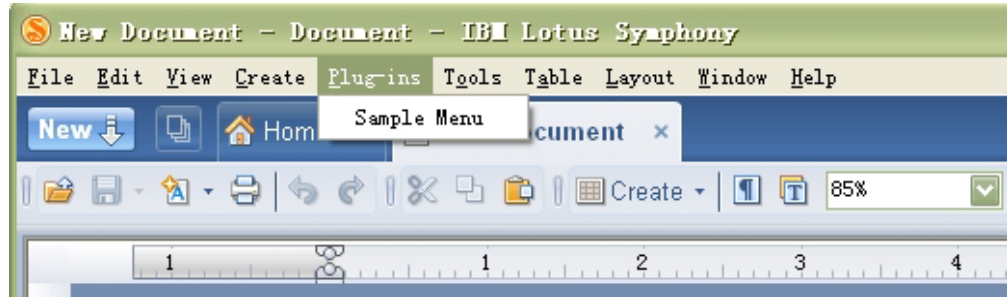 New Document - Document - IBM Lotus Symphony
File Edit View Create Plug-ins Tools Table Layout Window Help
Sample Menu
New Hom cument ×
Create 85%
1 1 2 3 4